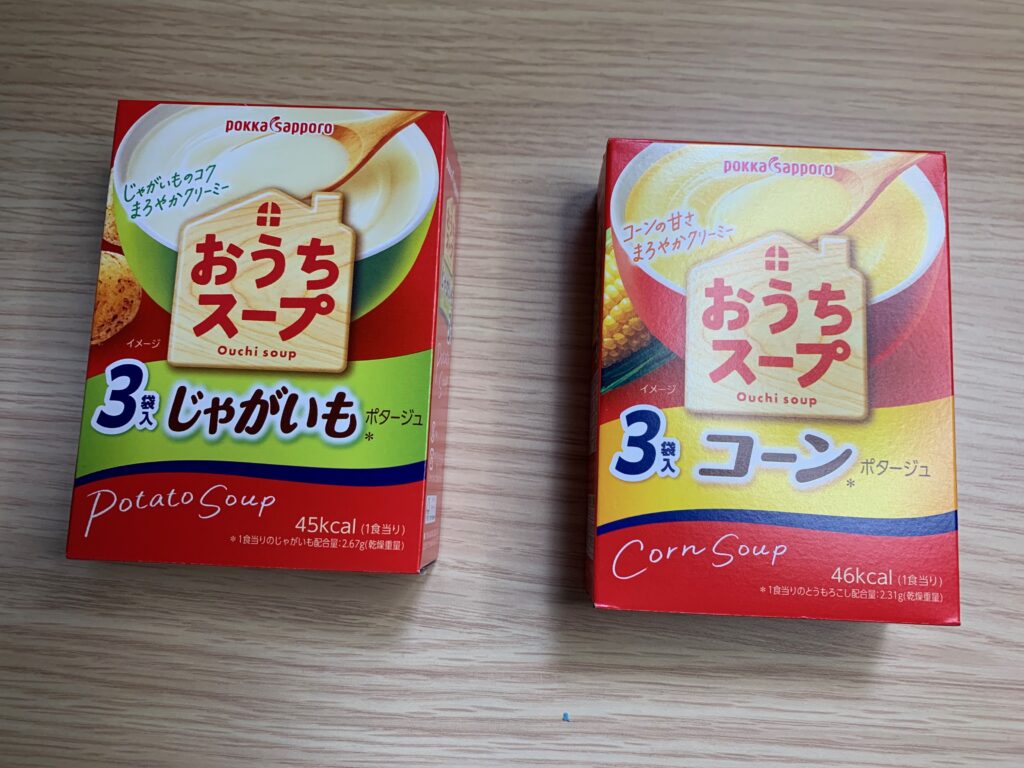 POKKA Sapporo
じゃがいものコク
まろやかクリーミー
おうち
スープ
Ouchi soup
イメージ
3袋入
じゃがいも
ポタージュ
*
Potato Soup
45kcal (1食当り)
*1食当りのじゃがいも配合量:2.67g(乾燥重量)
POKKA Sapporo
コーンの甘さ
まろやかクリーミー
おうち
スープ
Ouchi soup
イメージ
3袋入
コーン
ポタージュ
*
Corn Soup
46kcal (1食当り)
*1食当りのとうもろこし配合量:2.31g(乾燥重量)